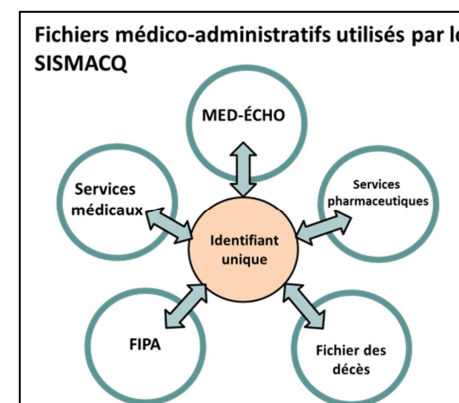 Fichiers médico-administratifs utilisés par le
SISMACQ
MED-ÉCHO
Services
médicaux
Services
pharmaceutiques
Identifiant
unique
FIPA
Fichier des
décès